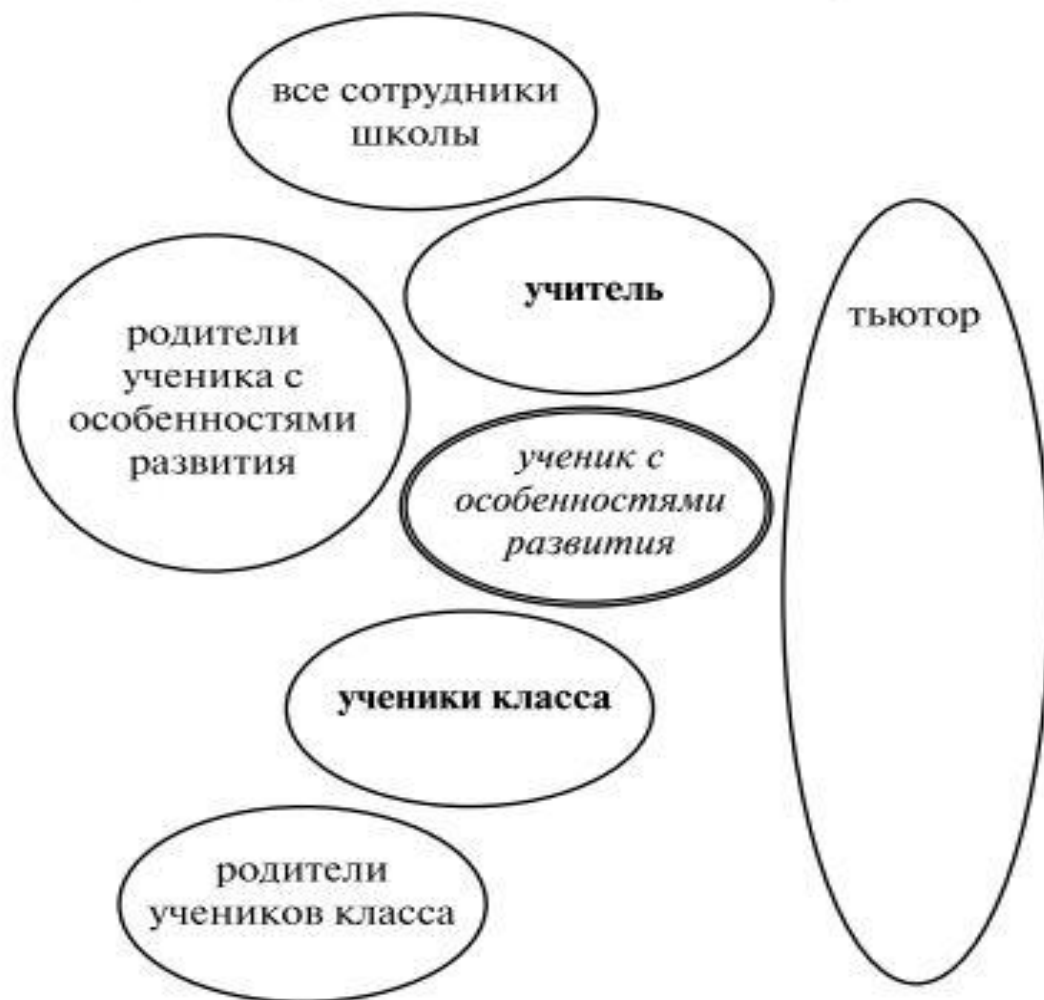 все сотрудники
школы
учитель
тьютор
родители
ученика с
особенностями
развития
ученик с
особенностями
развития
ученики класса
родители
учеников класса